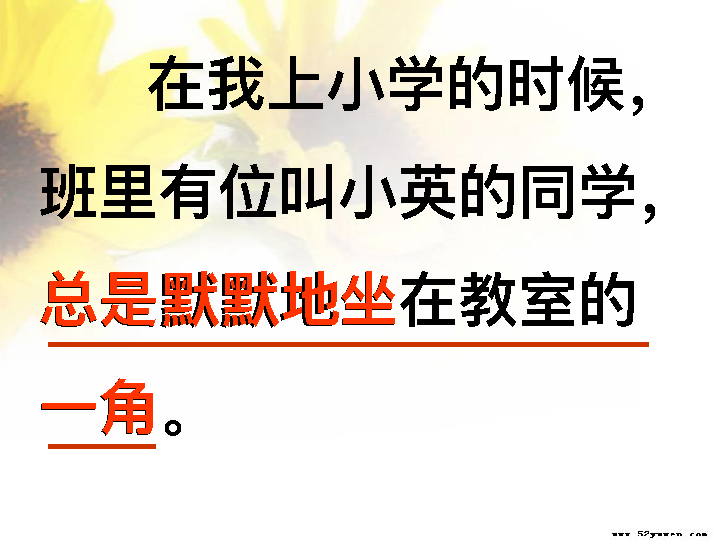 在我上小学的时候，
班里有位叫小英的同学，
总是默默地坐在教室的
一角。
www.52yuwen.com